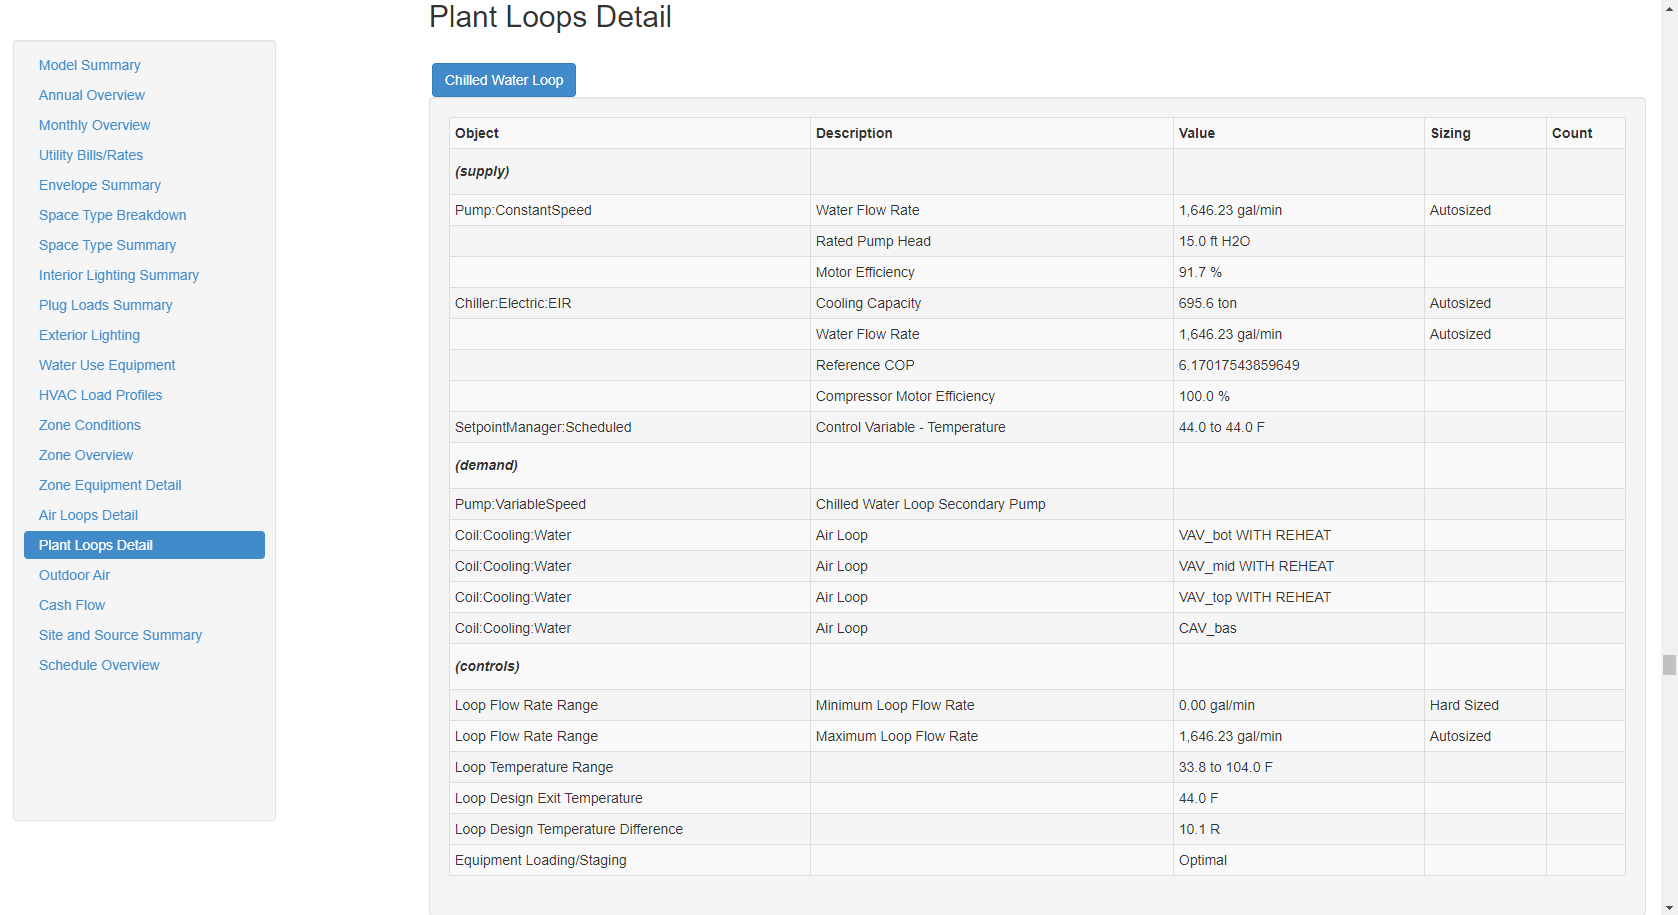 Plant Loops Detail
Model Summary
Annual Overview
Monthly Overview
Utility Bills/Rates
Envelope Summary
Space Type Breakdown
Space Type Summary
Interior Lighting Summary
Plug Loads Summary
Exterior Lighting
Water Use Equipment
HVAC Load Profiles
Zone Conditions
Zone Overview
Zone Equipment Detail
Air Loops Detail
Plant Loops Detail
Outdoor Air
Cash Flow
Site and Source Summary
Schedule Overview
Chilled Water Loop
Object Description Value Sizing Count
(supply)
Pump:ConstantSpeed Water Flow Rate 1,646.23 gal/min Autosized
Rated Pump Head 15.0 ft H2O
Motor Efficiency 91.7 %
Chiller:Electric:EIR Cooling Capacity 695.6 ton Autosized
Water Flow Rate 1,646.23 gal/min Autosized
Reference COP 6.17017543859649
Compressor Motor Efficiency 100.0 %
SetpointManager:Scheduled Control Variable - Temperature 44.0 to 44.0 F
(demand)
Pump:VariableSpeed Chilled Water Loop Secondary Pump
Coil:Cooling:Water Air Loop VAV_bot WITH REHEAT
Coil:Cooling:Water Air Loop VAV_mid WITH REHEAT
Coil:Cooling:Water Air Loop VAV_top WITH REHEAT
Coil:Cooling:Water Air Loop CAV_bas
(controls)
Loop Flow Rate Range Minimum Loop Flow Rate 0.00 gal/min Hard Sized
Loop Flow Rate Range Maximum Loop Flow Rate 1,646.23 gal/min Autosized
Loop Temperature Range 33.8 to 104.0 F
Loop Design Exit Temperature 44.0 F
Loop Design Temperature Difference 10.1 R
Equipment Loading/Staging Optimal